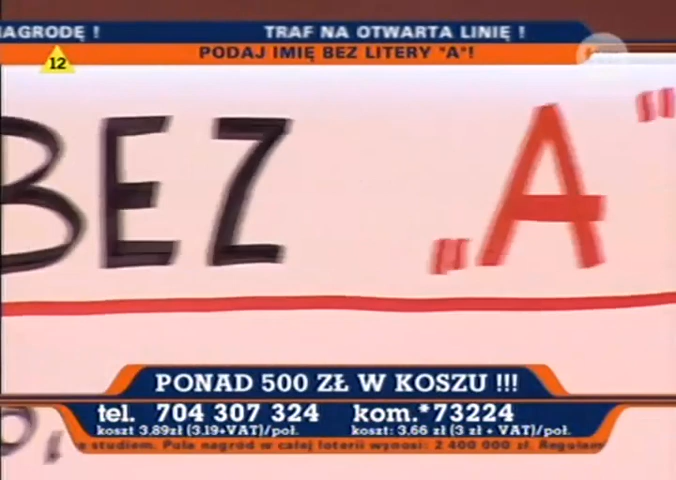 AGRODĘ ! TRAF NA OTWARTA LINIĘ !
12 PODAJ IMIĘ BEZ LITERY "A"!
BEZ „A"
PONAD 500 ZŁ W KOSZU !!!
tel. 704 307 324 kom.*73224
koszt 3,89zł (3.19+VAT)/poł. koszt: 3,66 zł (3 zł + VAT)/poł.
studiem. Pula nagród w całej loterii wynosi: 2 400 000 zł. Regulam